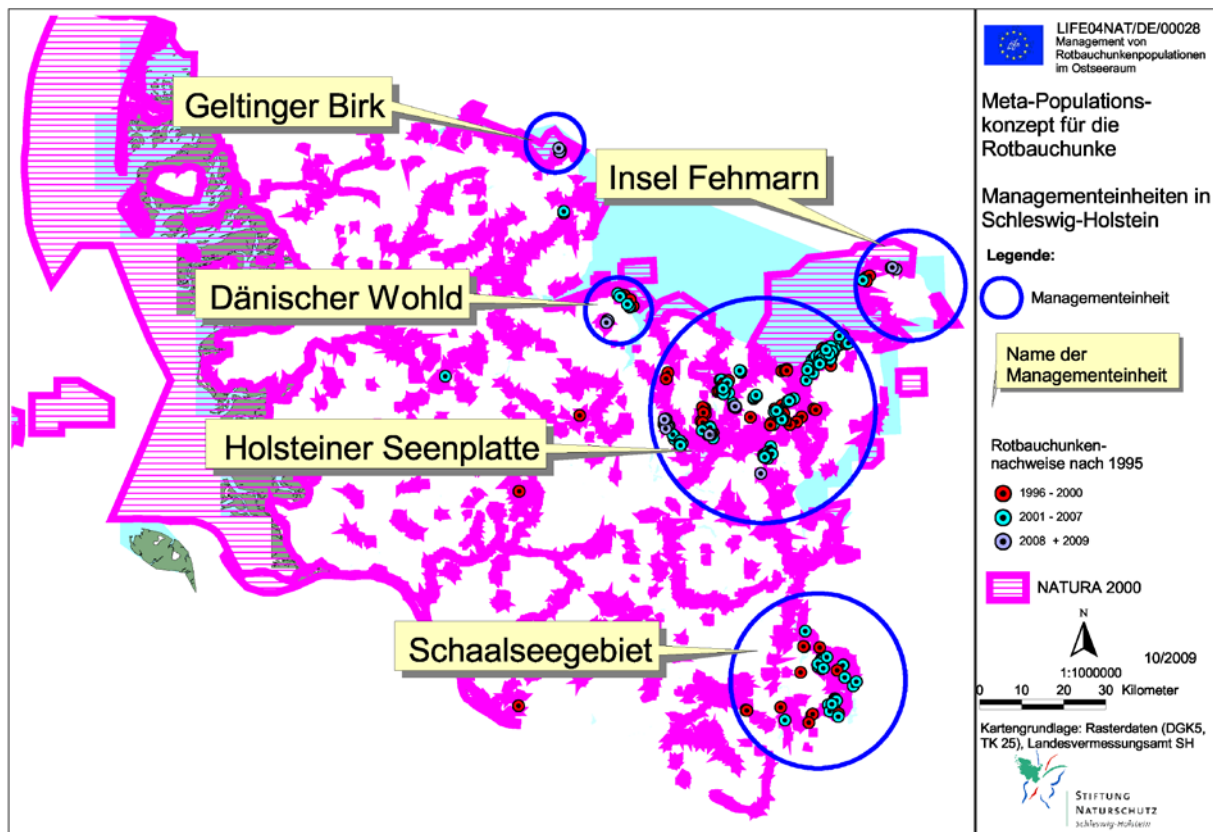 Geltinger Birk
Insel Fehmarn
Dänischer Wohld
Holsteiner Seenplatte
Schaalseegebiet
LIFE04NAT/DE/00028
Management von
Rotbauchunkenpopulationen
im Ostseeraum
Meta-Populations-
konzept für die
Rotbauchunke
Managementeinheiten in
Schleswig-Holstein
Legende:
Managementeinheit
Name der
Managementeinheit
Rotbauchunken-
nachweise nach 1995
1996 - 2000
2001 - 2007
2008 + 2009
NATURA 2000
N
1:1000000
10/2009
0 10 20 30 Kilometer
Kartengrundlage: Rasterdaten (DGK5,
TK 25), Landesvermessungsamt SH
STIFTUNG
NATURSCHUTZ
Schleswig-Holstein